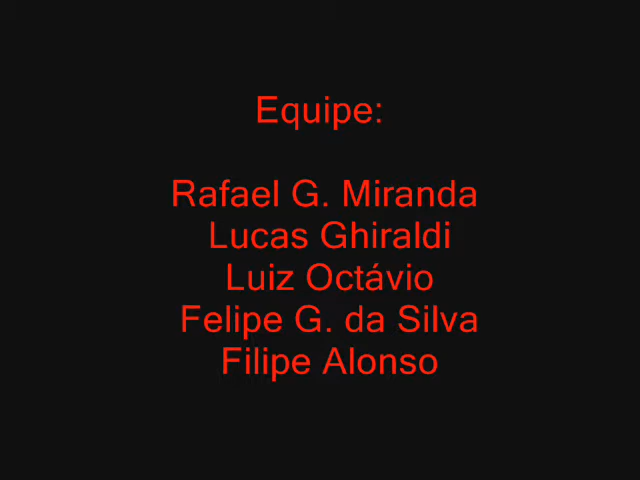 Equipe:
Rafael G. Miranda
Lucas Ghiraldi
Luiz Octávio
Felipe G. da Silva
Filipe Alonso